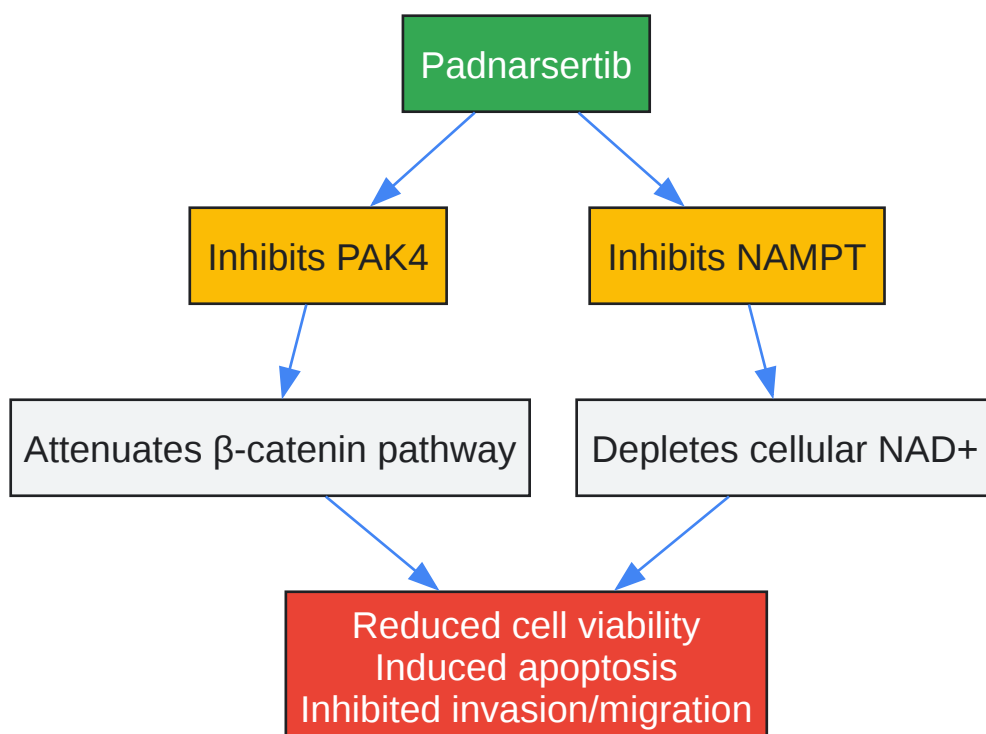 Padnarsertib
Inhibits PAK4
Inhibits NAMPT
Attenuates β-catenin pathway
Depletes cellular NAD+
Reduced cell viability
Induced apoptosis
Inhibited invasion/migration